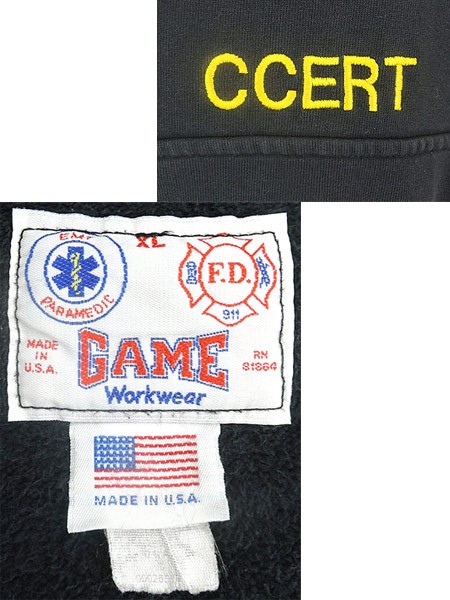 CCERT
EMT
PARAMEDIC
XL
F.D.
911
MADE
IN
U.S.A.
GAME
RN
81864
Workwear
MADE IN U.S.A.